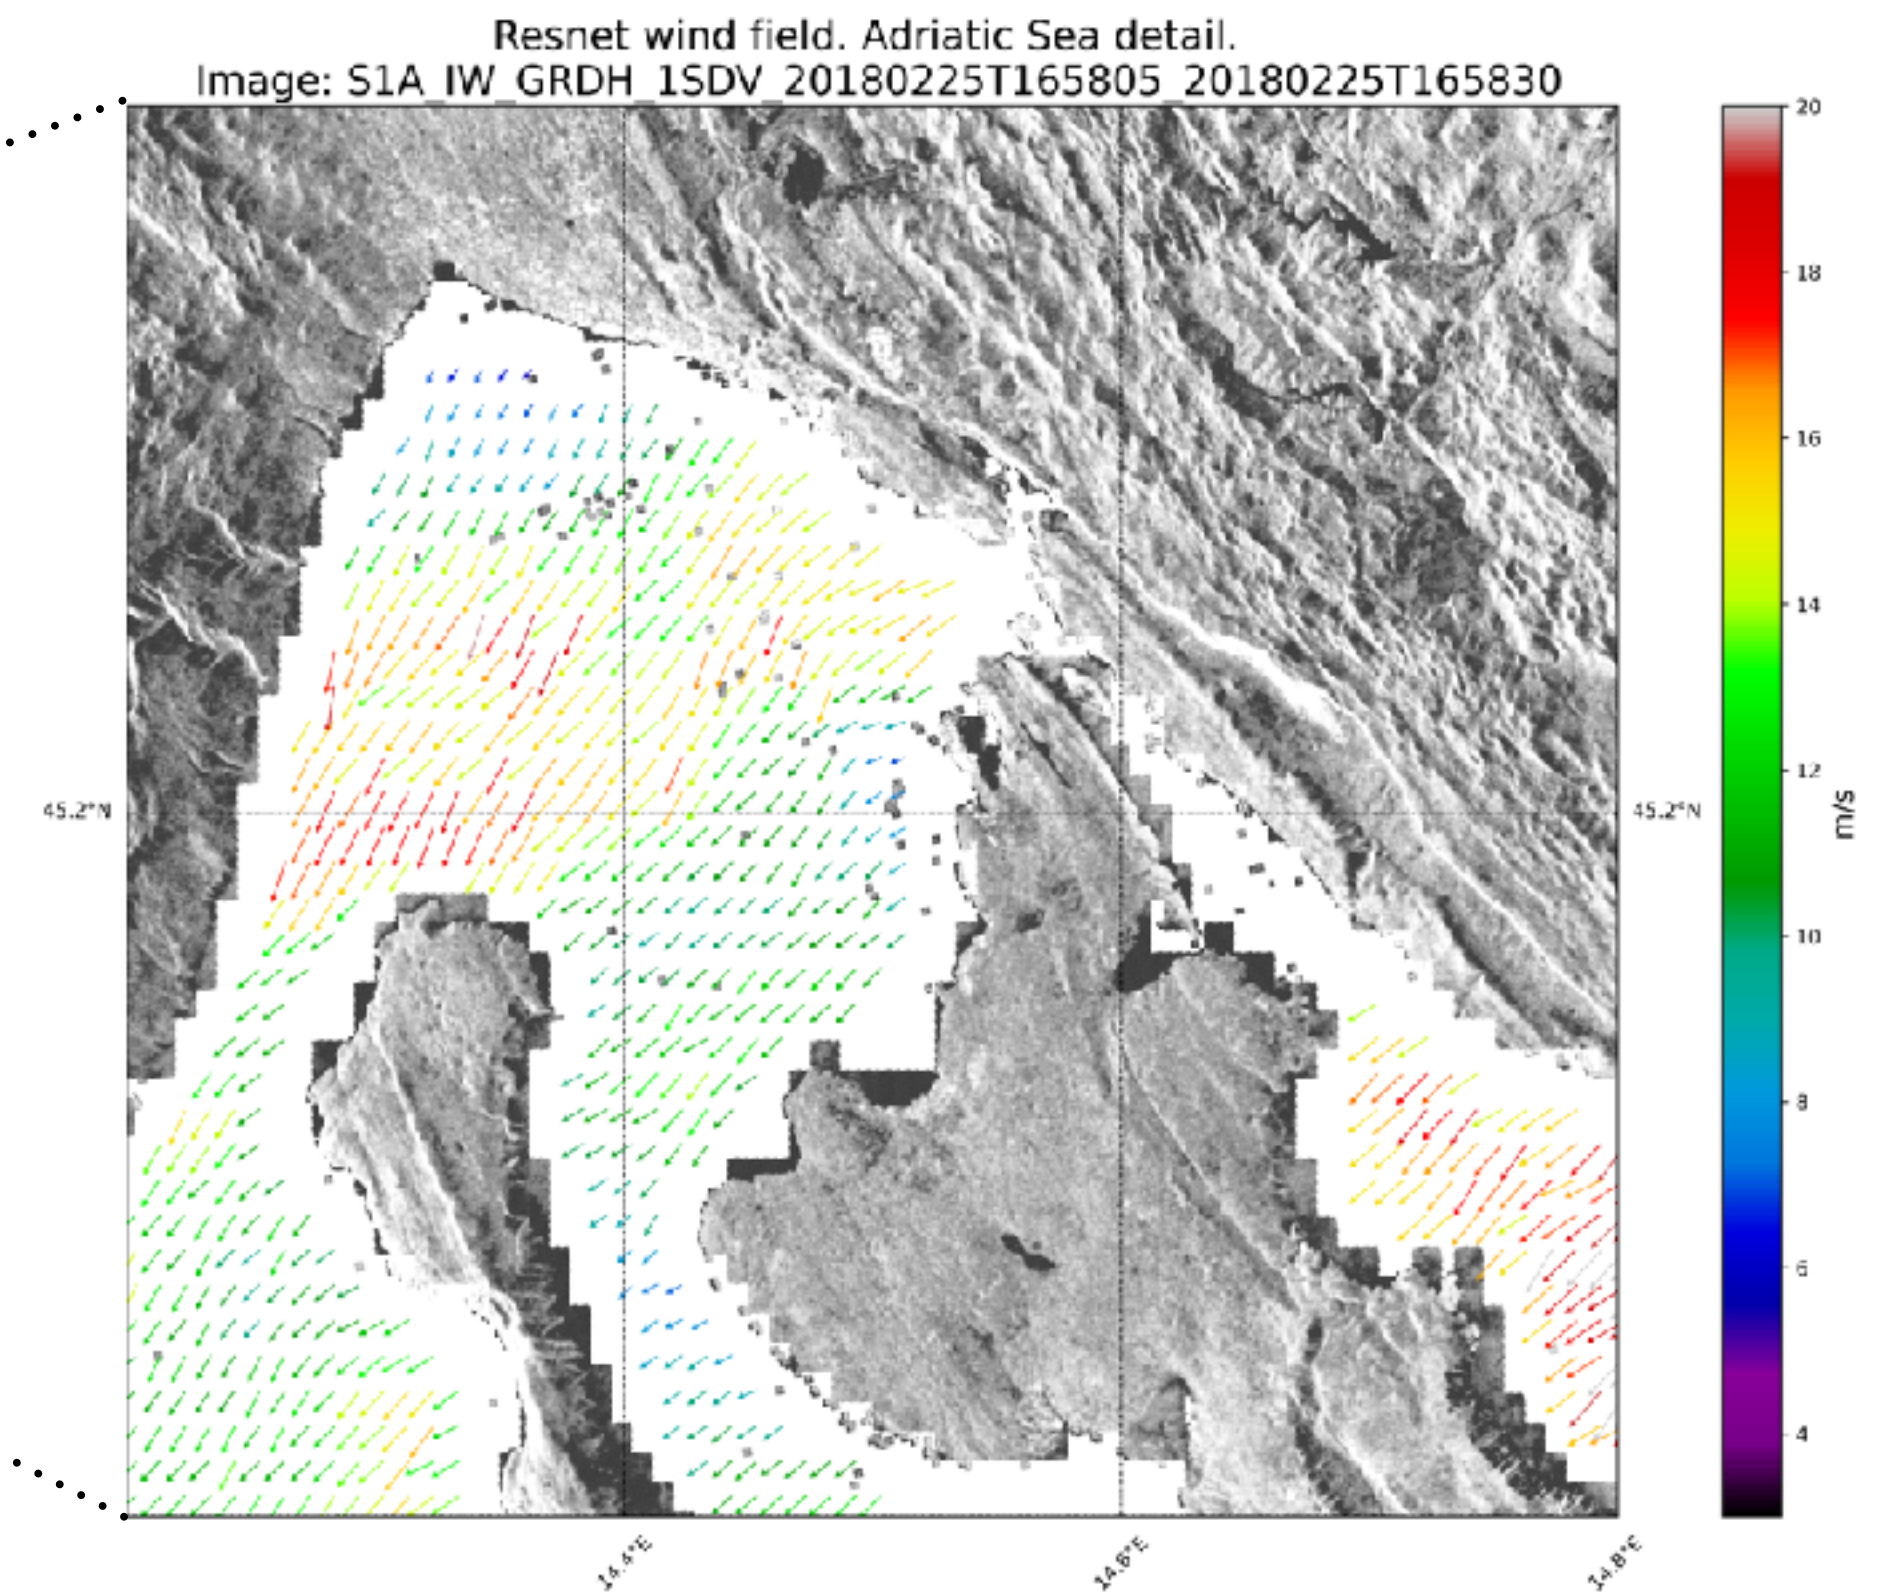 Resnet wind field. Adriatic Sea detail.
Image: S1A_IW_GRDH_1SDV_20180225T165805_20180225T165830
20
18
16
14
12
10
8
6
4
m/s
45.2°N
45.2°N
14.4°E
14.6°E
14.8°E